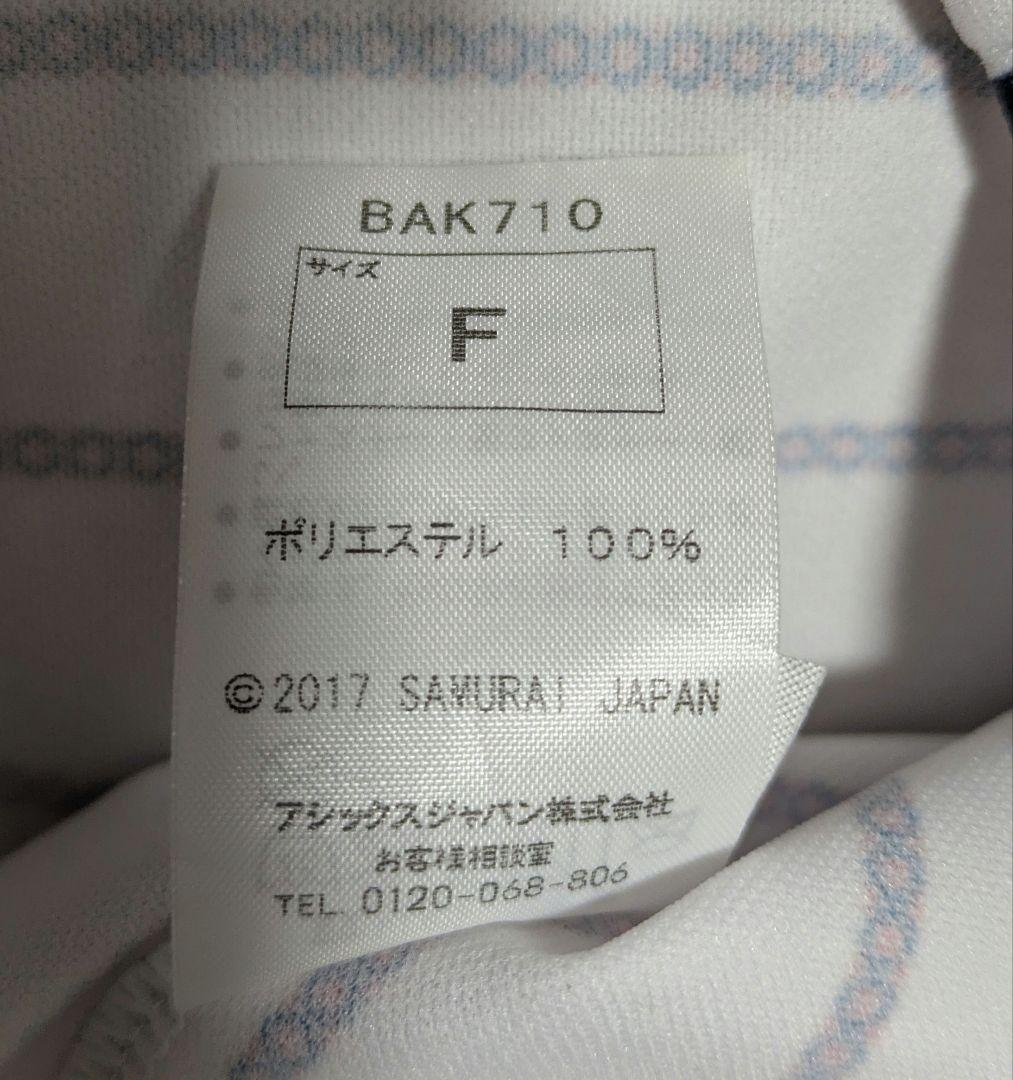 BAK710
サイズ
F
ポリエステル 100%
©2017 SAMURAI JAPAN
アシックスジャパン株式会社
お客様相談室
TEL. 0120-068-806